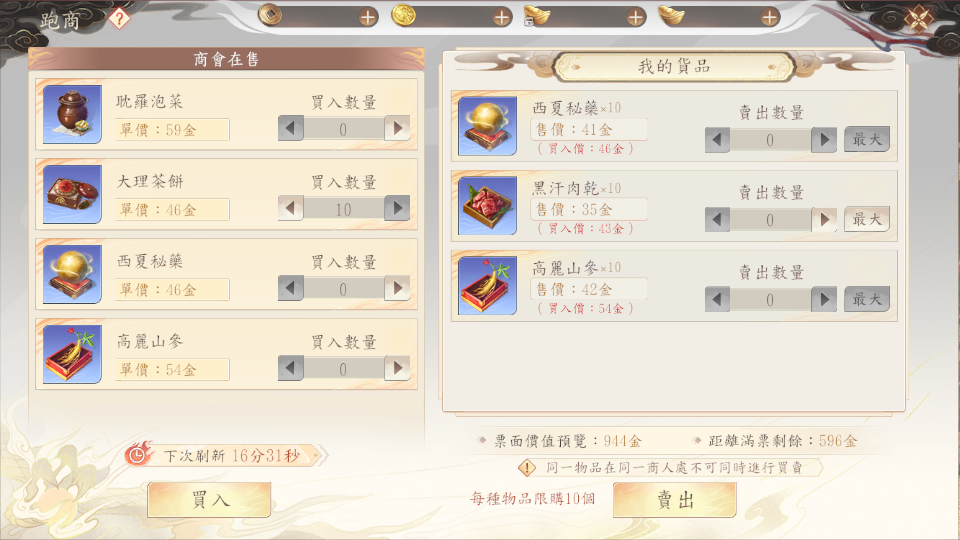 跑商
?
商會在售
耽羅泡菜
單價：59金
買入數量
0
大理茶餅
單價：46金
買入數量
10
西夏秘藥
單價：46金
買入數量
0
高麗山參
單價：54金
買入數量
0
下次刷新 16分31秒
買入
我的貨品
西夏秘藥×10
售價：41金
(買入價：46金)
賣出數量
0
最大
黑汗肉乾×10
售價：35金
(買入價：43金)
賣出數量
0
最大
高麗山參×10
售價：42金
(買入價：54金)
賣出數量
0
最大
票面價值預覽：944金
距離滿票剩餘：596金
同一物品在同一商人處不可同時進行買賣
每種物品限購10個
賣出